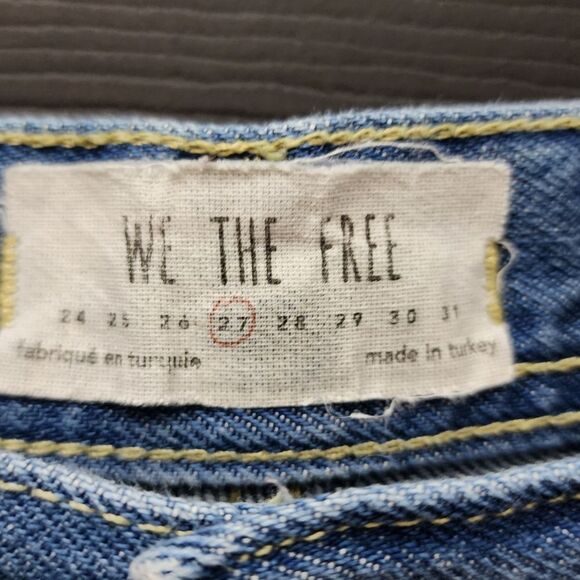 WE THE FREE
24 25 26 27 28 29 30 31
fabriqué en turquie made in turkey